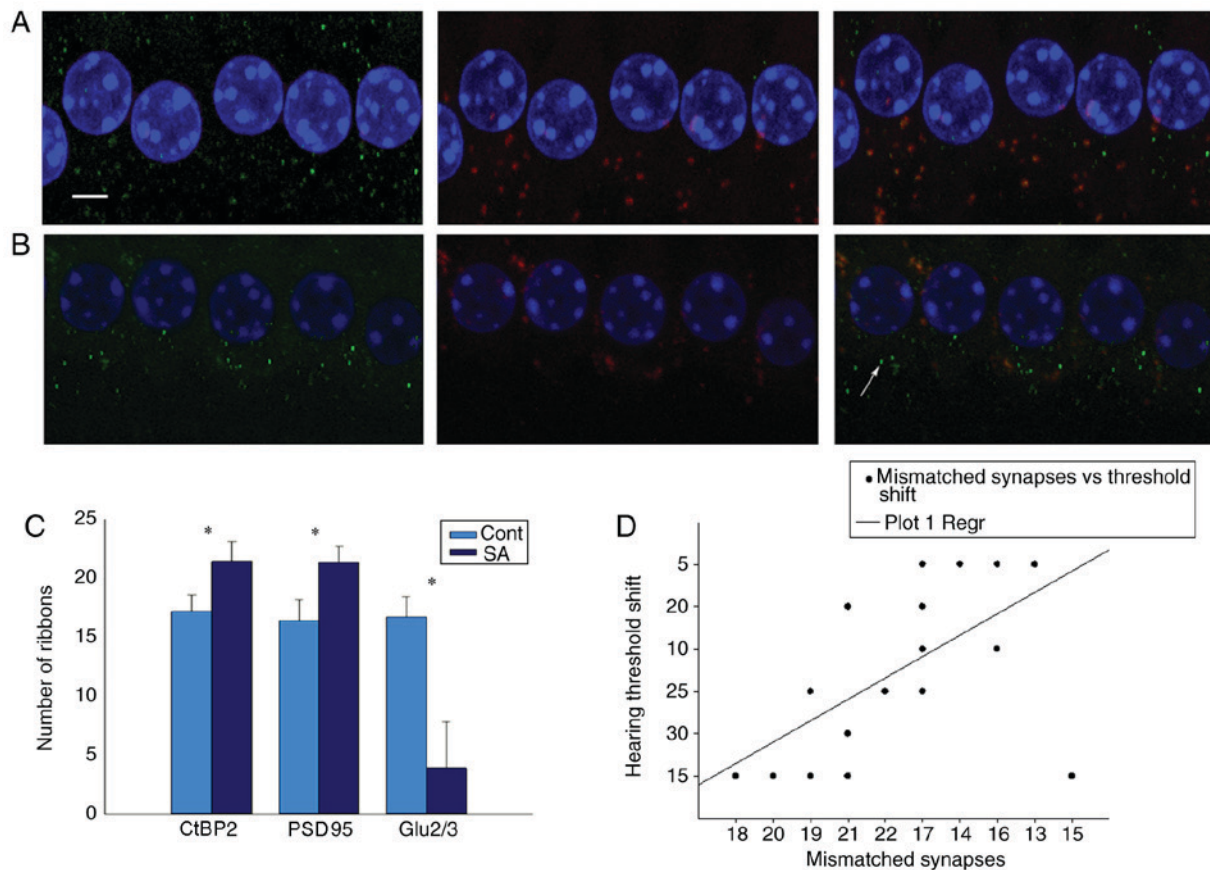 A
B
C
Number of ribbons
25
20
15
10
5
0
*
*
*
Cont
SA
CtBP2
PSD95
Glu2/3
Mismatched synapses vs threshold
shift
Plot 1 Regr
D
Hearing threshold shift
5
20
10
25
30
15
18 20 19 21 22 17 14 16 13 15
Mismatched synapses